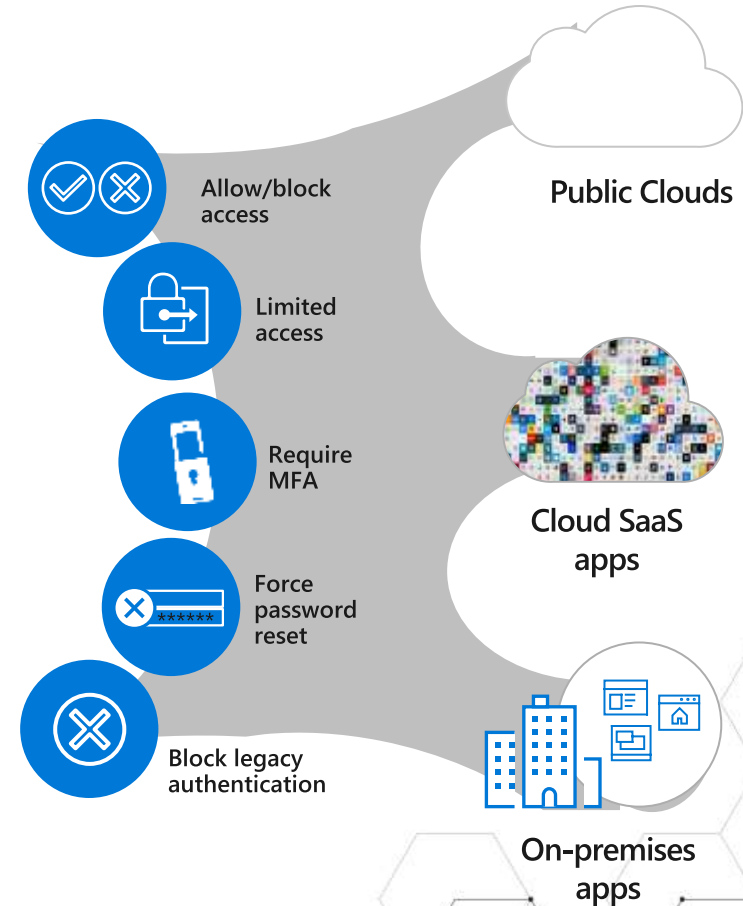 Allow/block
access
Public Clouds
Limited
access
Require
MFA
Cloud SaaS
apps
Force
password
reset
******
Block legacy
authentication
On-premises
apps